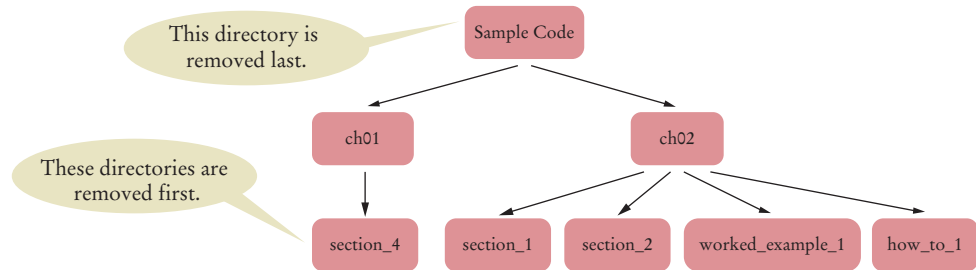 This directory is
removed last.
Sample Code
ch01
ch02
These directories are
removed first.
section_4
section_1
section_2
worked_example_1
how_to_1